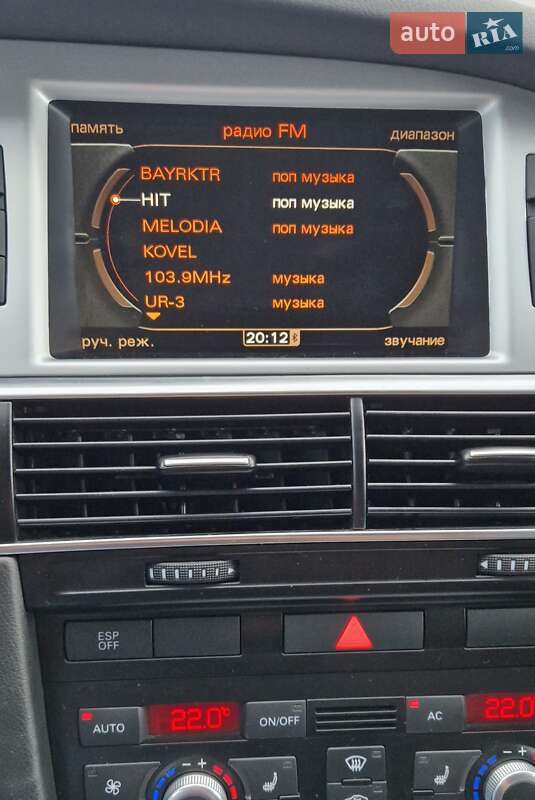 auto RIA.com
память радио FM диапазон
BAYRKTR поп музыка
HIT поп музыка
MELODIA поп музыка
KOVEL
103.9MHz музыка
UR-3 музыка
руч. реж. 20:12 звучание
ESP OFF
AUTO 22.0°c ON/OFF AC 22.0